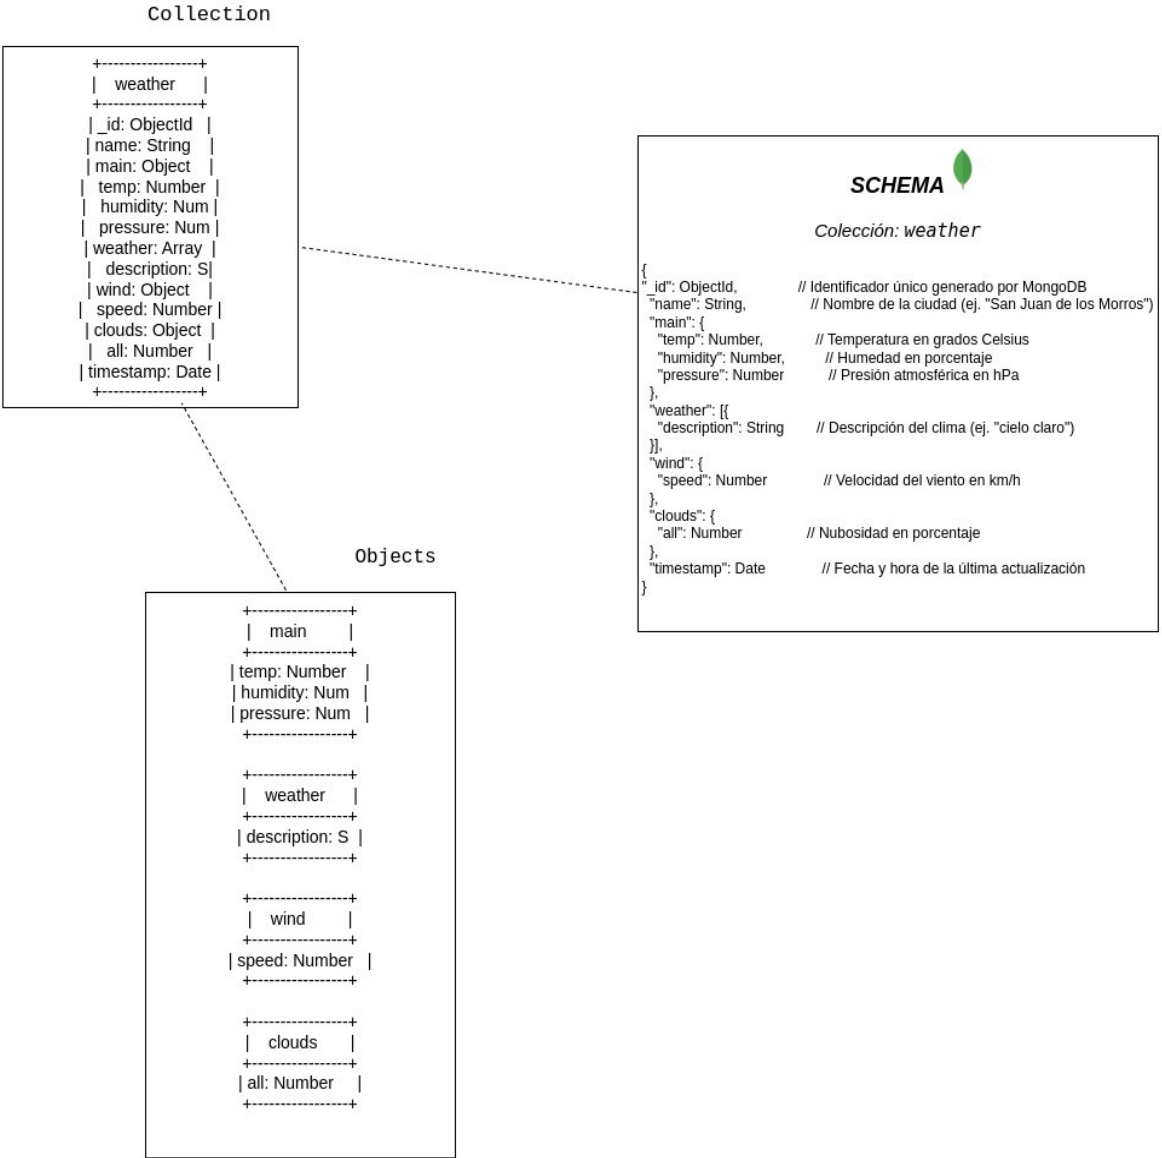 Collection
+-----------------+
| weather |
+-----------------+
| _id: ObjectId |
| name: String |
| main: Object |
| temp: Number |
| humidity: Num |
| pressure: Num |
| weather: Array |
| description: S|
| wind: Object |
| speed: Number |
| clouds: Object |
| all: Number |
| timestamp: Date |
+-----------------+
SCHEMA
Colección: weather
{
"_id": ObjectId, // Identificador único generado por MongoDB
"name": String, // Nombre de la ciudad (ej. "San Juan de los Morros")
"main": {
"temp": Number, // Temperatura en grados Celsius
"humidity": Number, // Humedad en porcentaje
"pressure": Number // Presión atmosférica en hPa
},
"weather": [{
"description": String // Descripción del clima (ej. "cielo claro")
}],
"wind": {
"speed": Number // Velocidad del viento en km/h
},
"clouds": {
"all": Number // Nubosidad en porcentaje
},
"timestamp": Date // Fecha y hora de la última actualización
}
Objects
+-----------------+
| main |
+-----------------+
| temp: Number |
| humidity: Num |
| pressure: Num |
+-----------------+
+-----------------+
| weather |
+-----------------+
| description: S |
+-----------------+
+-----------------+
| wind |
+-----------------+
| speed: Number |
+-----------------+
+-----------------+
| clouds |
+-----------------+
| all: Number |
+-----------------+